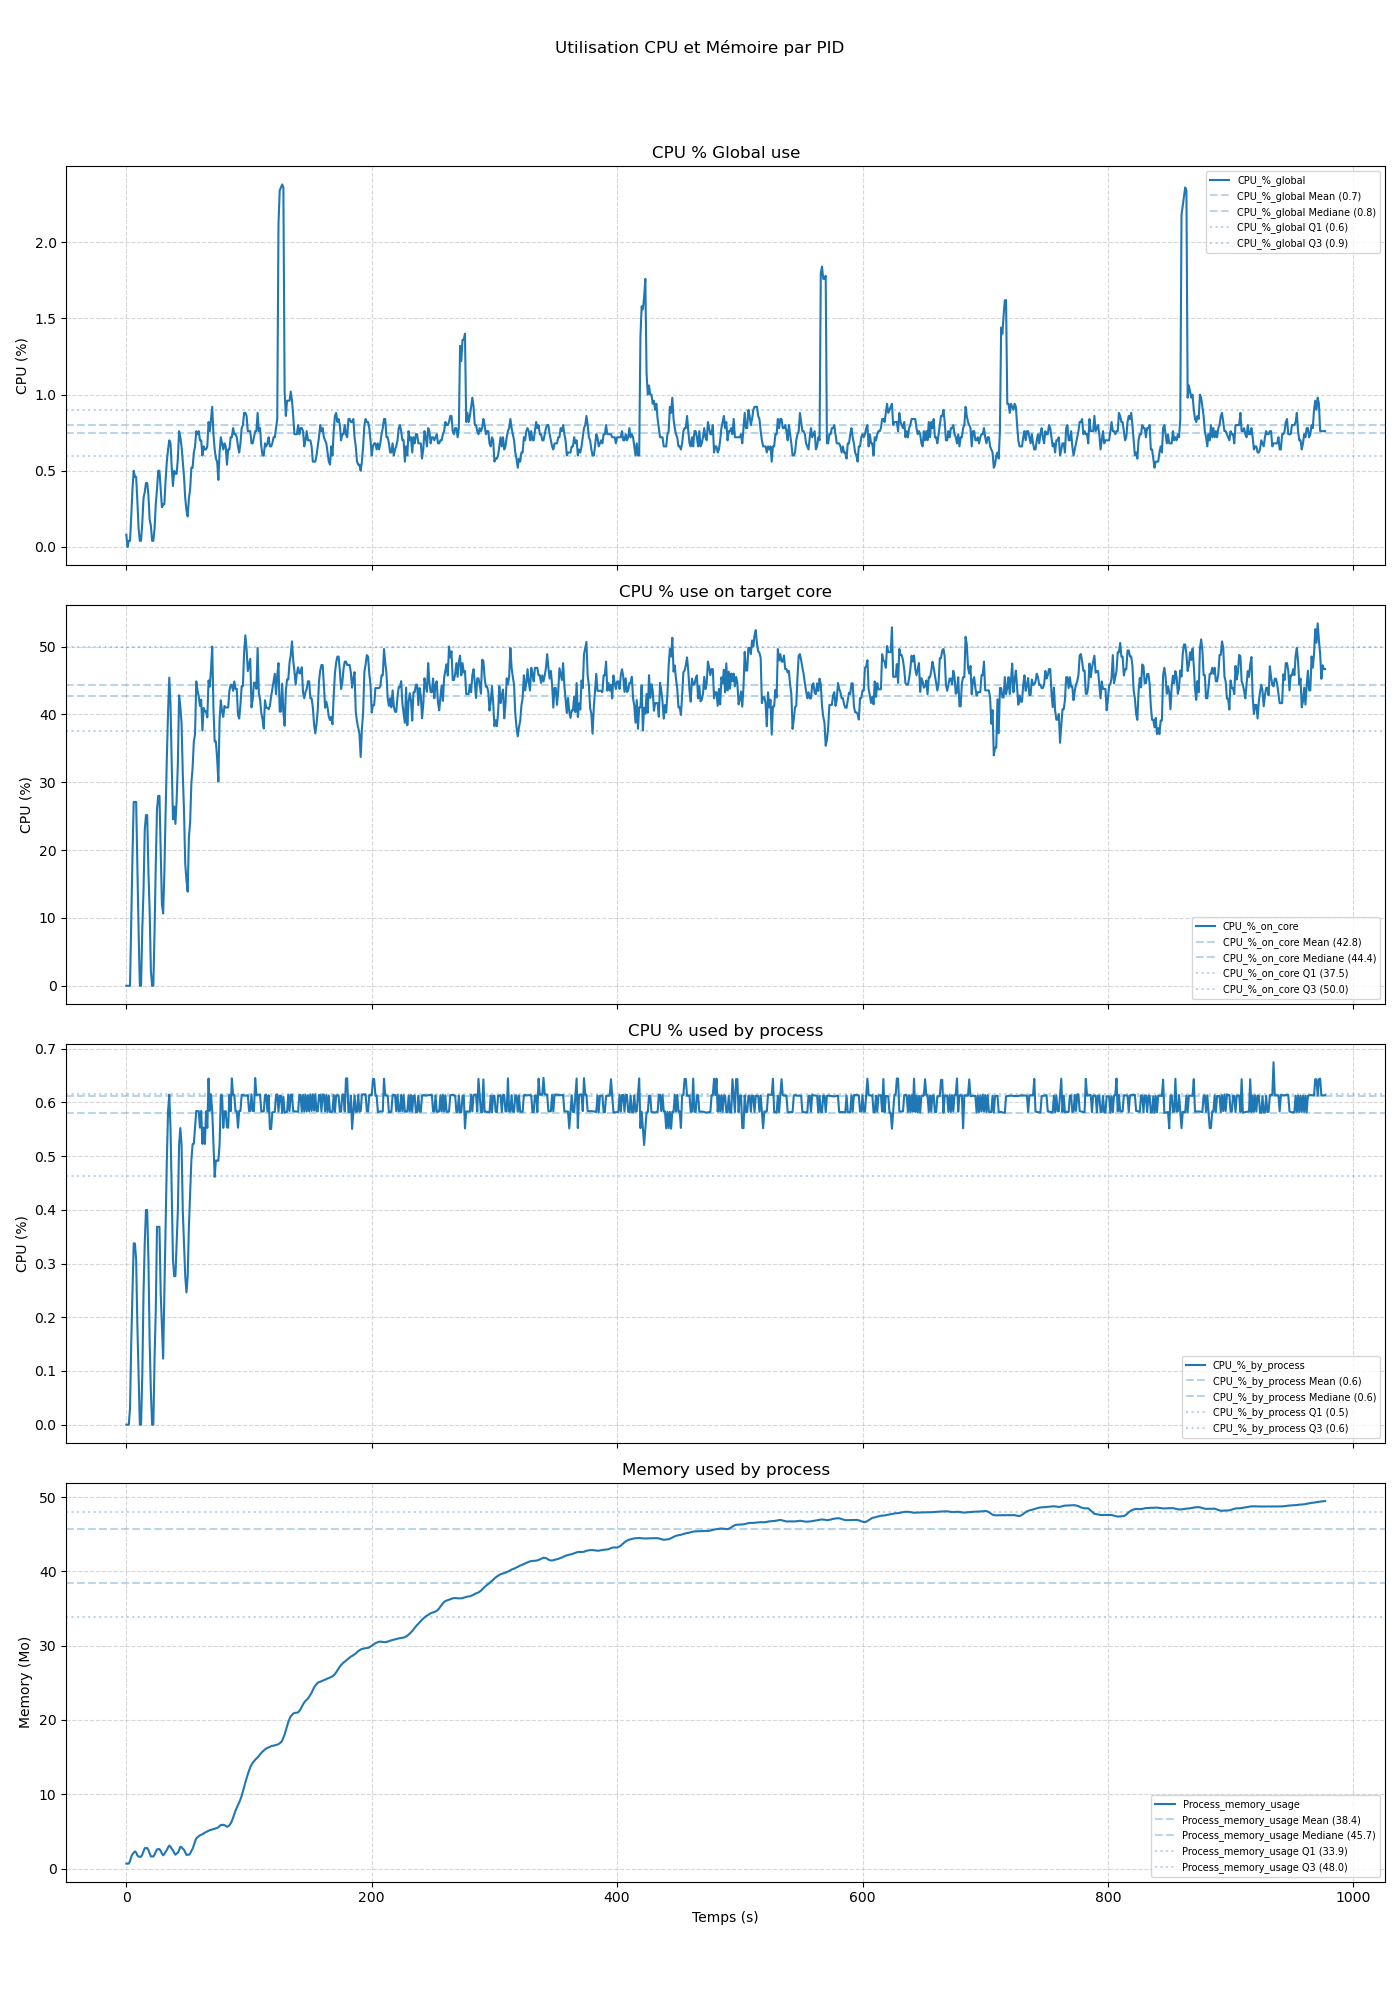 Utilisation CPU et Mémoire par PID
CPU % Global use
CPU (%)
2.0
1.5
1.0
0.5
0.0
CPU_%_global
CPU_%_global Mean (0.7)
CPU_%_global Mediane (0.8)
CPU_%_global Q1 (0.6)
CPU_%_global Q3 (0.9)
CPU % use on target core
CPU (%)
50
40
30
20
10
0
CPU_%_on_core
CPU_%_on_core Mean (42.8)
CPU_%_on_core Mediane (44.4)
CPU_%_on_core Q1 (37.5)
CPU_%_on_core Q3 (50.0)
CPU % used by process
CPU (%)
0.7
0.6
0.5
0.4
0.3
0.2
0.1
0.0
CPU_%_by_process
CPU_%_by_process Mean (0.6)
CPU_%_by_process Mediane (0.6)
CPU_%_by_process Q1 (0.5)
CPU_%_by_process Q3 (0.6)
Memory used by process
Memory (Mo)
50
40
30
20
10
0
Process_memory_usage
Process_memory_usage Mean (38.4)
Process_memory_usage Mediane (45.7)
Process_memory_usage Q1 (33.9)
Process_memory_usage Q3 (48.0)
0 200 400 600 800 1000
Temps (s)